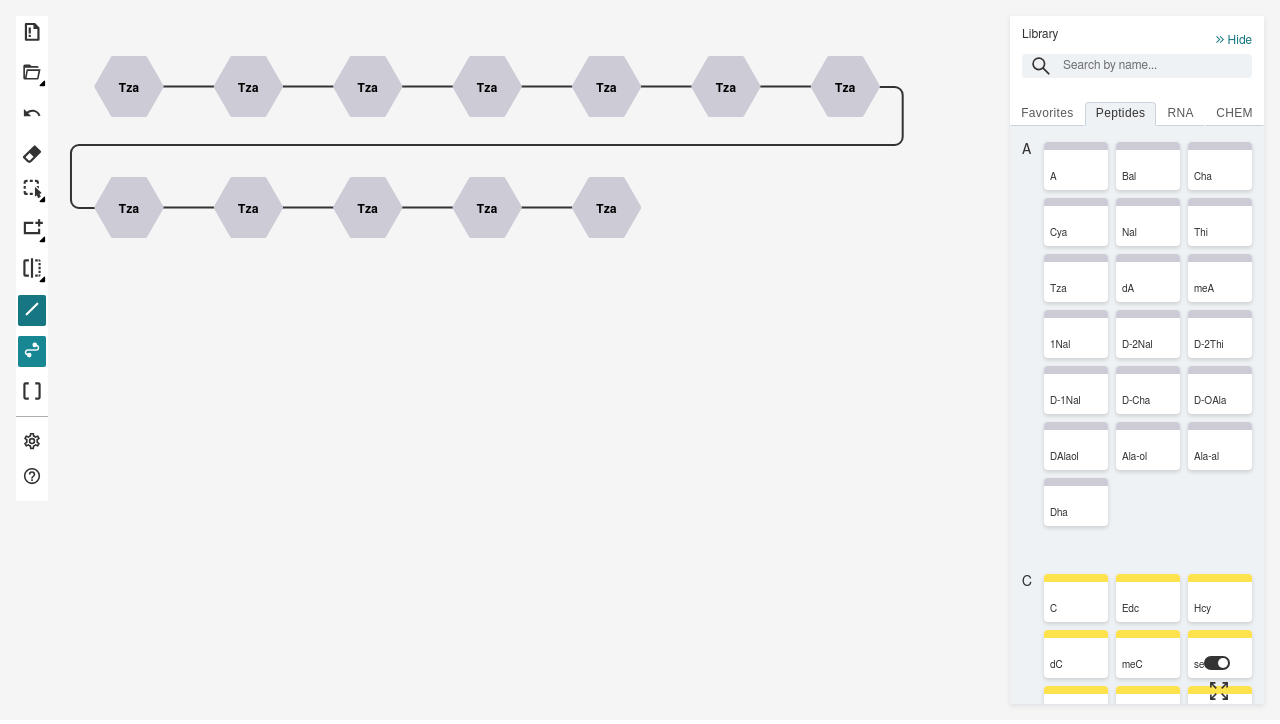 Tza Tza Tza Tza Tza Tza Tza
Tza Tza Tza Tza Tza
Library
Hide
Search by name...
Favorites Peptides RNA CHEM
A
A Bal Cha
Cya Nal Thi
Tza dA meA
1Nal D-2Nal D-2Thi
D-1Nal D-Cha D-OAla
DAlaol Ala-ol Ala-al
Dha
C
C Edc Hcy
dC meC